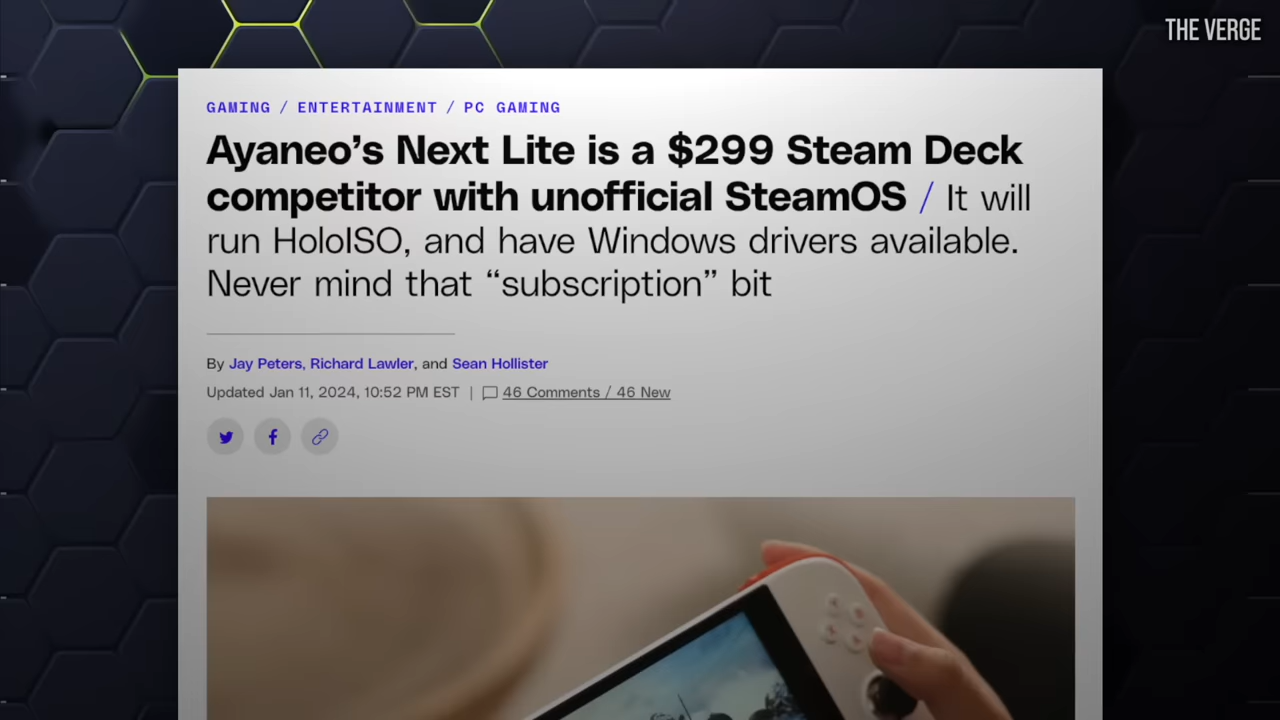 THE VERGE
GAMING / ENTERTAINMENT / PC GAMING
Ayaneo’s Next Lite is a $299 Steam Deck
competitor with unofficial SteamOS / It will
run HoloISO, and have Windows drivers available.
Never mind that “subscription” bit
By Jay Peters, Richard Lawler, and Sean Hollister
Updated Jan 11, 2024, 10:52 PM EST | 46 Comments / 46 New